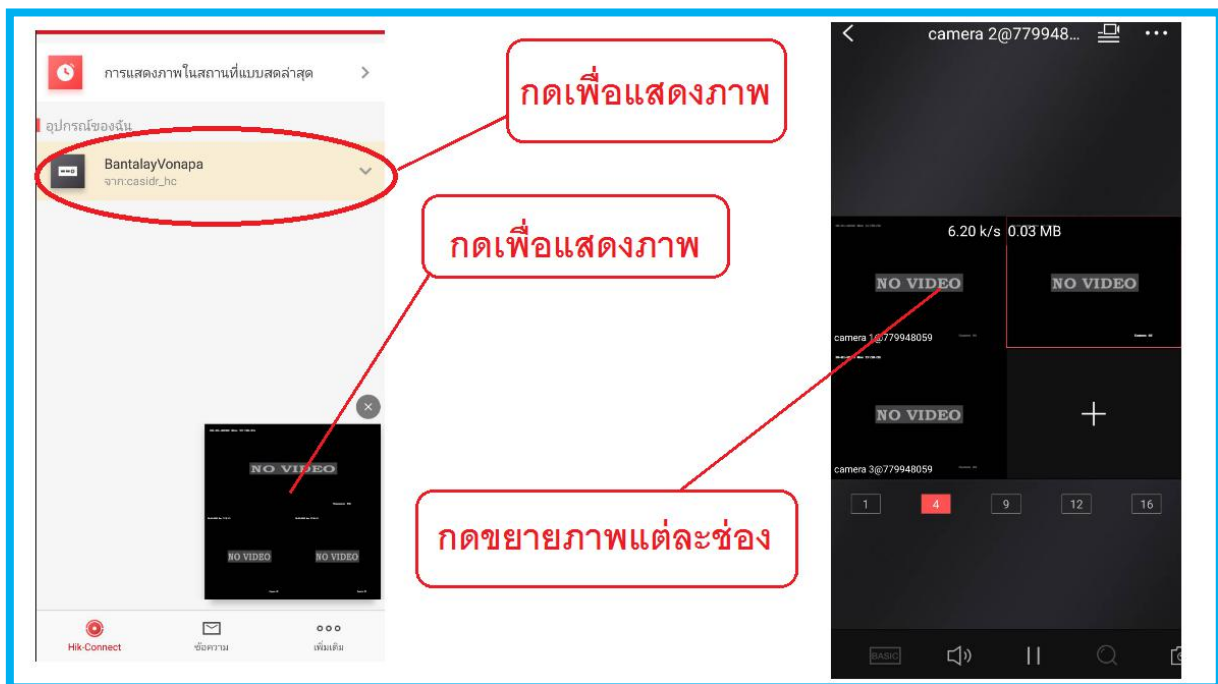 การแสดงภาพในสถานที่แบบสดล่าสุด
อุปกรณ์ของฉัน
BantalayVonapa
จาก:casidr_hc
กดเพื่อแสดงภาพ
กดเพื่อแสดงภาพ
กดขยายภาพแต่ละช่อง
NO VIDEO
NO VIDEO
NO VIDEO
Hik-Connect
ข้อความ
เพิ่มเติม
camera 2@779948...
6.20 k/s 0.03 MB
NO VIDEO
NO VIDEO
camera 1@779948059
NO VIDEO
camera 3@779948059
1 4 9 12 16
BASIC